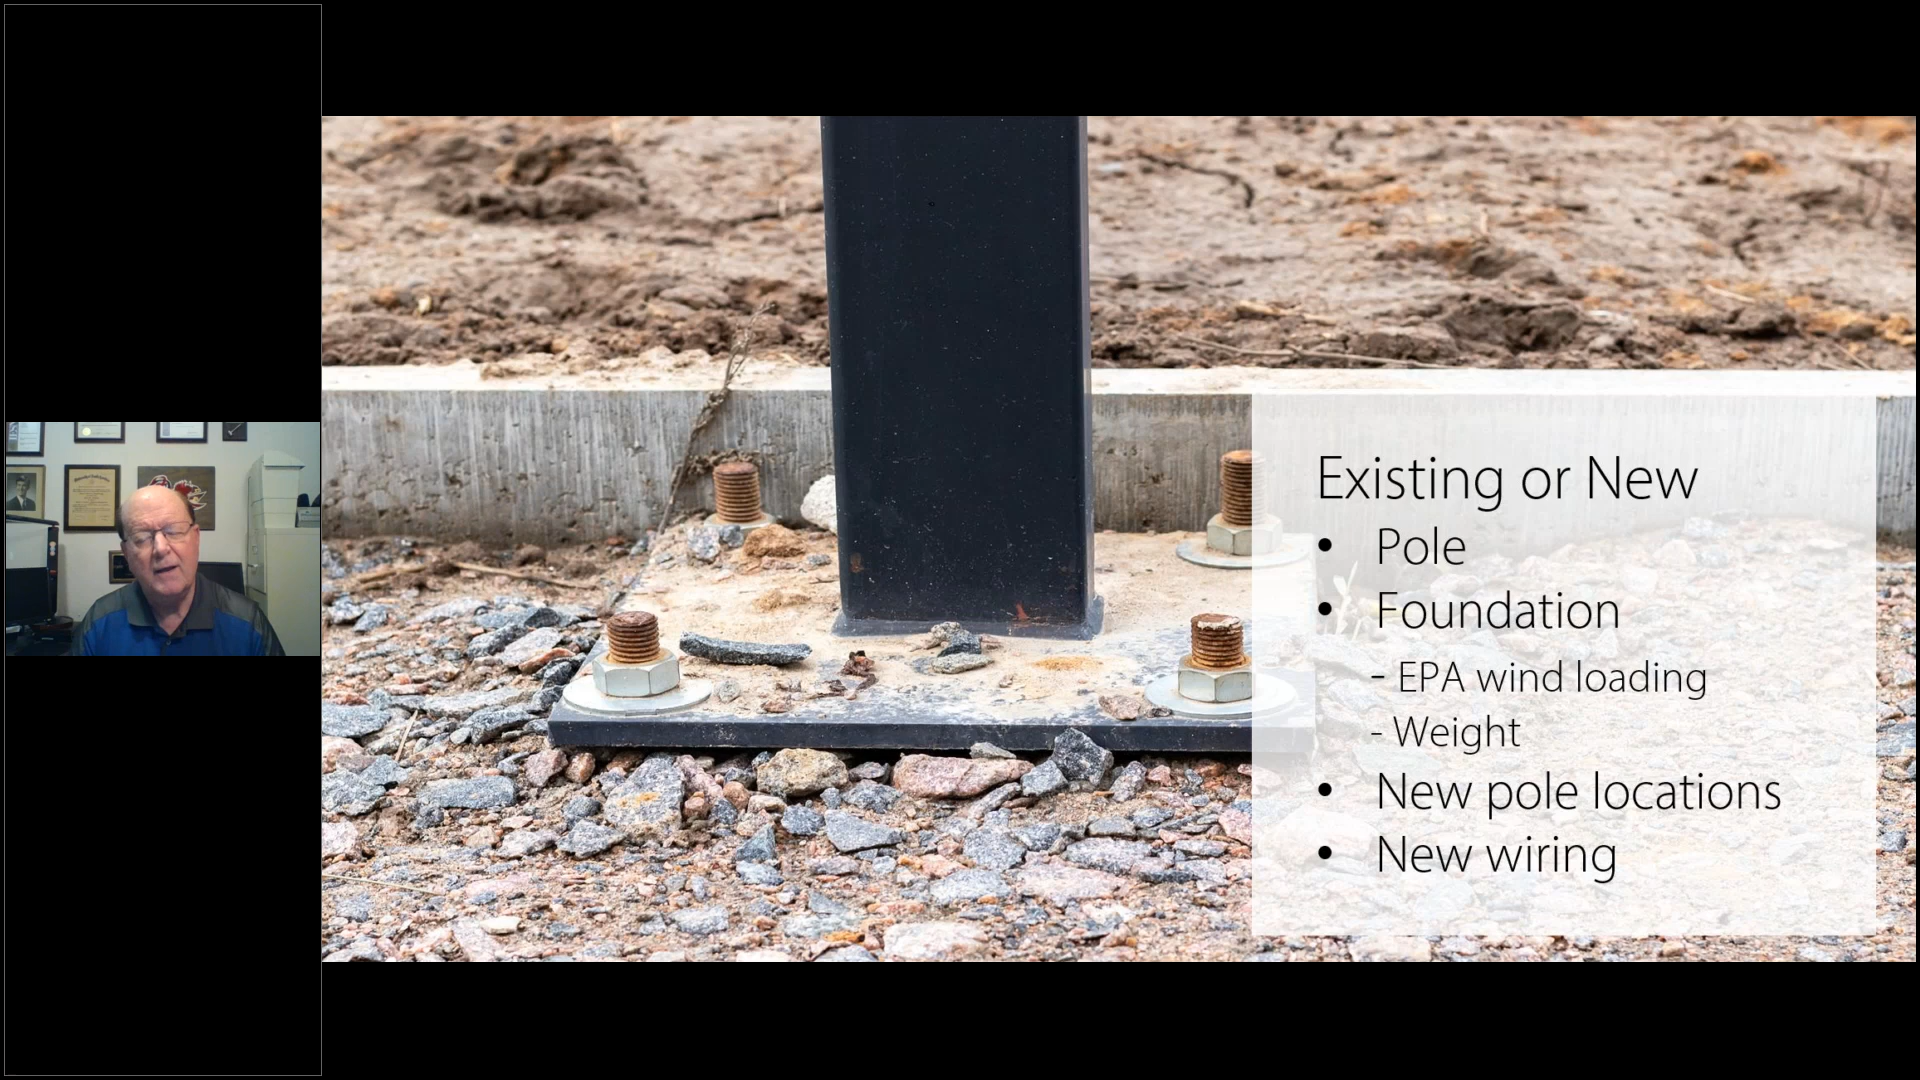 Existing or New
• Pole
• Foundation
- EPA wind loading
- Weight
• New pole locations
• New wiring